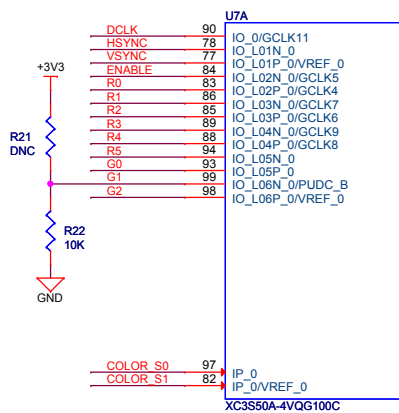 U7A
DCLK 90 IO_0/GCLK11
HSYNC 78 IO_L01N_0
VSYNC 77 IO_L01P_0/VREF_0
ENABLE 84 IO_L02N_0/GCLK5
R0 83 IO_L02P_0/GCLK4
R1 86 IO_L03N_0/GCLK7
R2 85 IO_L03P_0/GCLK6
R3 89 IO_L04N_0/GCLK9
R4 88 IO_L04P_0/GCLK8
R5 94 IO_L05N_0
G0 93 IO_L05P_0
G1 99 IO_L06N_0/PUDC_B
G2 98 IO_L06P_0/VREF_0
+3V3
R21
DNC
R22
10K
GND
COLOR_S0 97 IP_0
COLOR_S1 82 IP_0/VREF_0
XC3S50A-4VQG100C